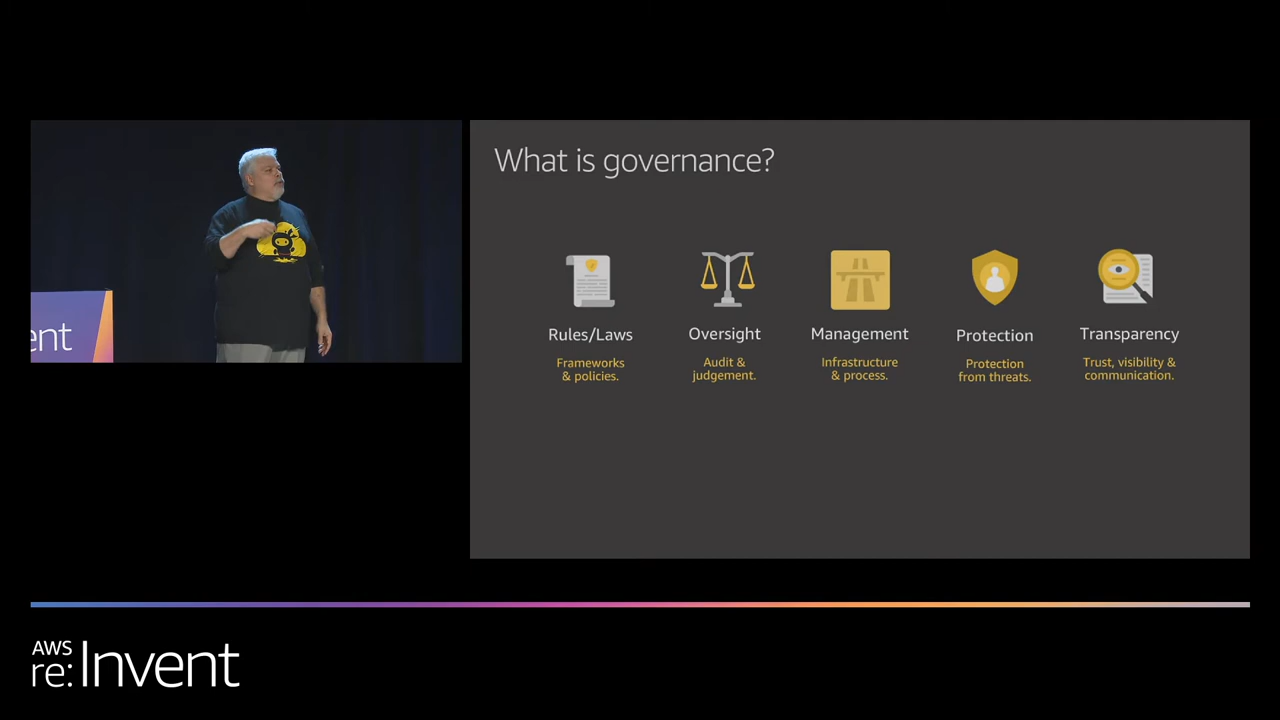 What is governance?
Rules/Laws
Frameworks
& policies.
Oversight
Audit &
judgement.
Management
Infrastructure
& process.
Protection
Protection
from threats.
Transparency
Trust, visibility &
communication.
ent
AWS
re:Invent